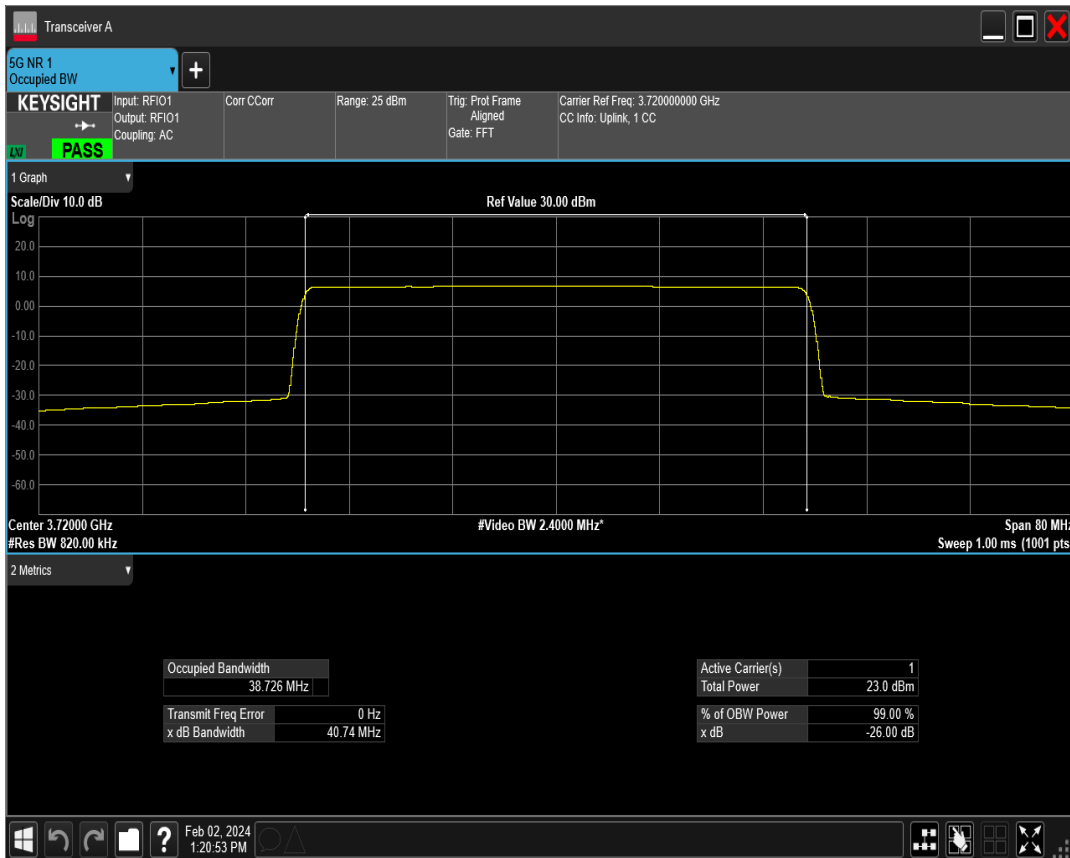 Transceiver A
5G NR 1
Occupied BW
KEYSIGHT
LXI
PASS
Input: RFIO1
Output: RFIO1
Coupling: AC
Corr CCorr
Range: 25 dBm
Trig: Prot Frame
Aligned
Gate: FFT
Carrier Ref Freq: 3.720000000 GHz
CC Info: Uplink, 1 CC
1 Graph
Scale/Div 10.0 dB
Ref Value 30.00 dBm
Log
20.0
10.0
0.00
-10.0
-20.0
-30.0
-40.0
-50.0
-60.0
Center 3.72000 GHz
#Video BW 2.4000 MHz*
Span 80 MHz
#Res BW 820.00 kHz
Sweep 1.00 ms (1001 pts
2 Metrics
Occupied Bandwidth
38.726 MHz
Transmit Freq Error 0 Hz
x dB Bandwidth 40.74 MHz
Active Carrier(s) 1
Total Power 23.0 dBm
% of OBW Power 99.00 %
x dB -26.00 dB
?
Feb 02, 2024
1:20:53 PM